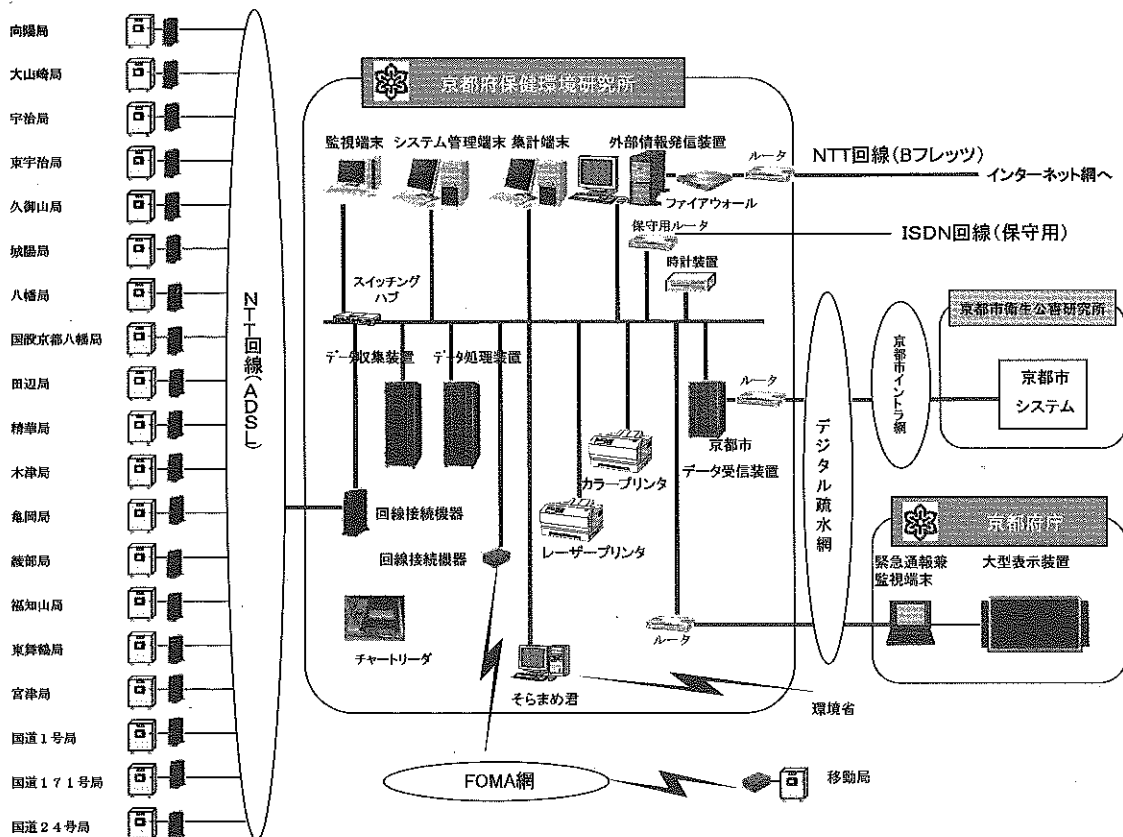 向陽局
大山崎局
宇治局
東宇治局
久御山局
城陽局
八幡局
国設京都八幡局
田辺局
精華局
木津局
亀岡局
綾部局
福知山局
東舞鶴局
宮津局
国道1号局
国道171号局
国道24号局
NTT回線(ADSL)
京都府保健環境研究所
監視端末
システム管理端末
集計端末
外部情報発信装置
ルータ
ファイアウォール
NTT回線(Bフレッツ)
インターネット網へ
保守用ルータ
ISDN回線(保守用)
時計装置
スイッチング
ハブ
データ収集装置
データ処理装置
ルータ
京都市
データ受信装置
カラープリンタ
レーザープリンタ
回線接続機器
回線接続機器
チャートリーダ
そらまめ君
ルータ
デジタル疏水網
京都市イントラ網
京都市衛生公害研究所
京都市
システム
京都府庁
緊急通報兼
監視端末
大型表示装置
環境省
FOMA網
移動局